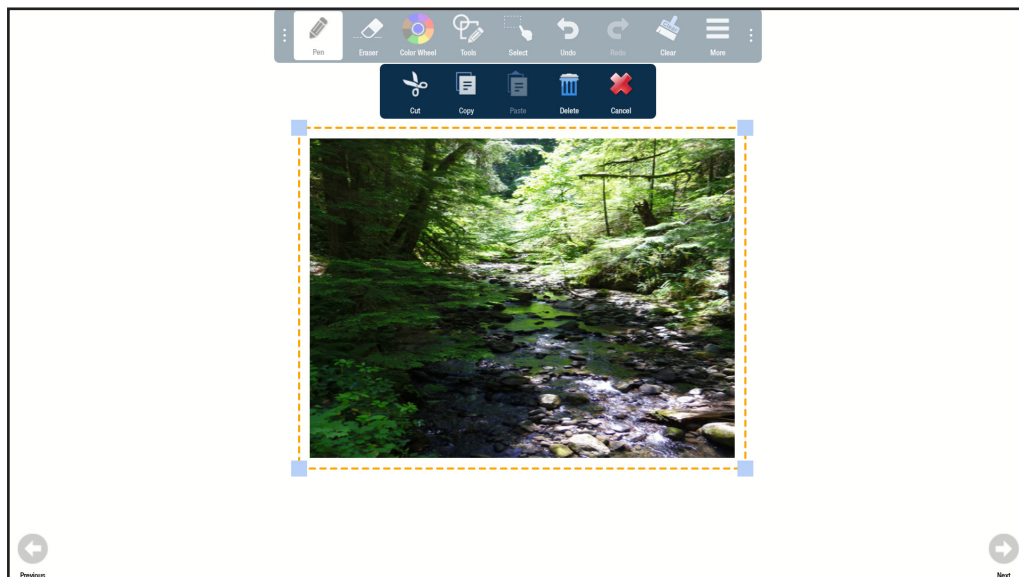 Pen Eraser Color Wheel Tools Select Undo Redo Clear More
Cut Copy Paste Delete Cancel
Previous Next